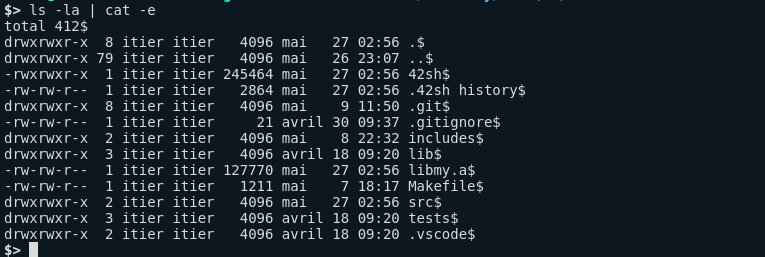 $> ls -la | cat -e
total 412$
drwxrwxr-x  8 itier itier   4096 mai   27 02:56 .$
drwxrwxr-x 79 itier itier   4096 mai   26 23:07 ..$
-rwxrwxr-x  1 itier itier 245464 mai   27 02:56 42sh$
-rw-rw-r--  1 itier itier   2864 mai   27 02:56 .42sh history$
drwxrwxr-x  8 itier itier   4096 mai    9 11:50 .git$
-rw-rw-r--  1 itier itier     21 avril 30 09:37 .gitignore$
drwxrwxr-x  2 itier itier   4096 mai    8 22:32 includes$
drwxrwxr-x  3 itier itier   4096 avril 18 09:20 lib$
-rw-rw-r--  1 itier itier 127770 mai   27 02:56 libmy.a$
-rw-rw-r--  1 itier itier   1211 mai    7 18:17 Makefile$
drwxrwxr-x  2 itier itier   4096 mai   27 02:56 src$
drwxrwxr-x  3 itier itier   4096 avril 18 09:20 tests$
drwxrwxr-x  2 itier itier   4096 avril 18 09:20 .vscode$
$>